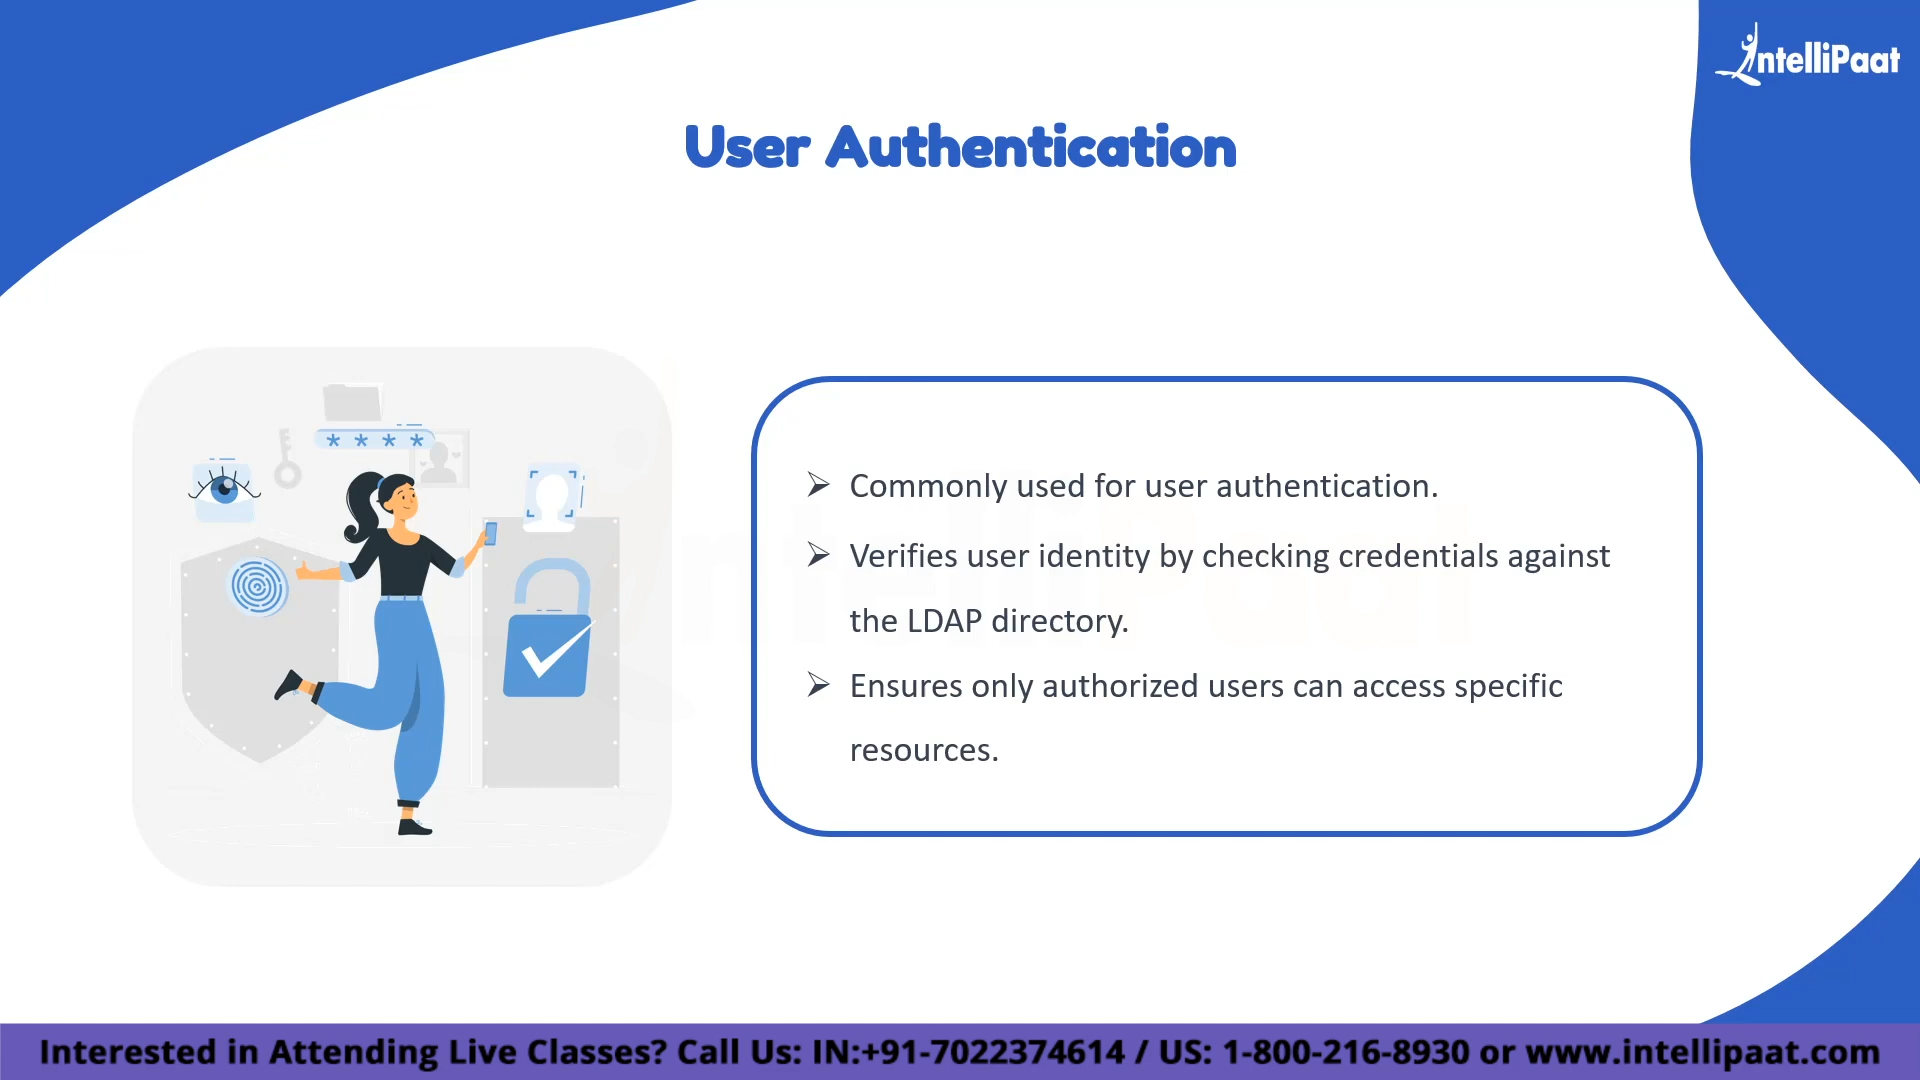 IntelliPaat
User Authentication
* * * *
➢ Commonly used for user authentication.
➢ Verifies user identity by checking credentials against
the LDAP directory.
➢ Ensures only authorized users can access specific
resources.
Interested in Attending Live Classes? Call Us: IN:+91-7022374614 / US: 1-800-216-8930 or www.intellipaat.com